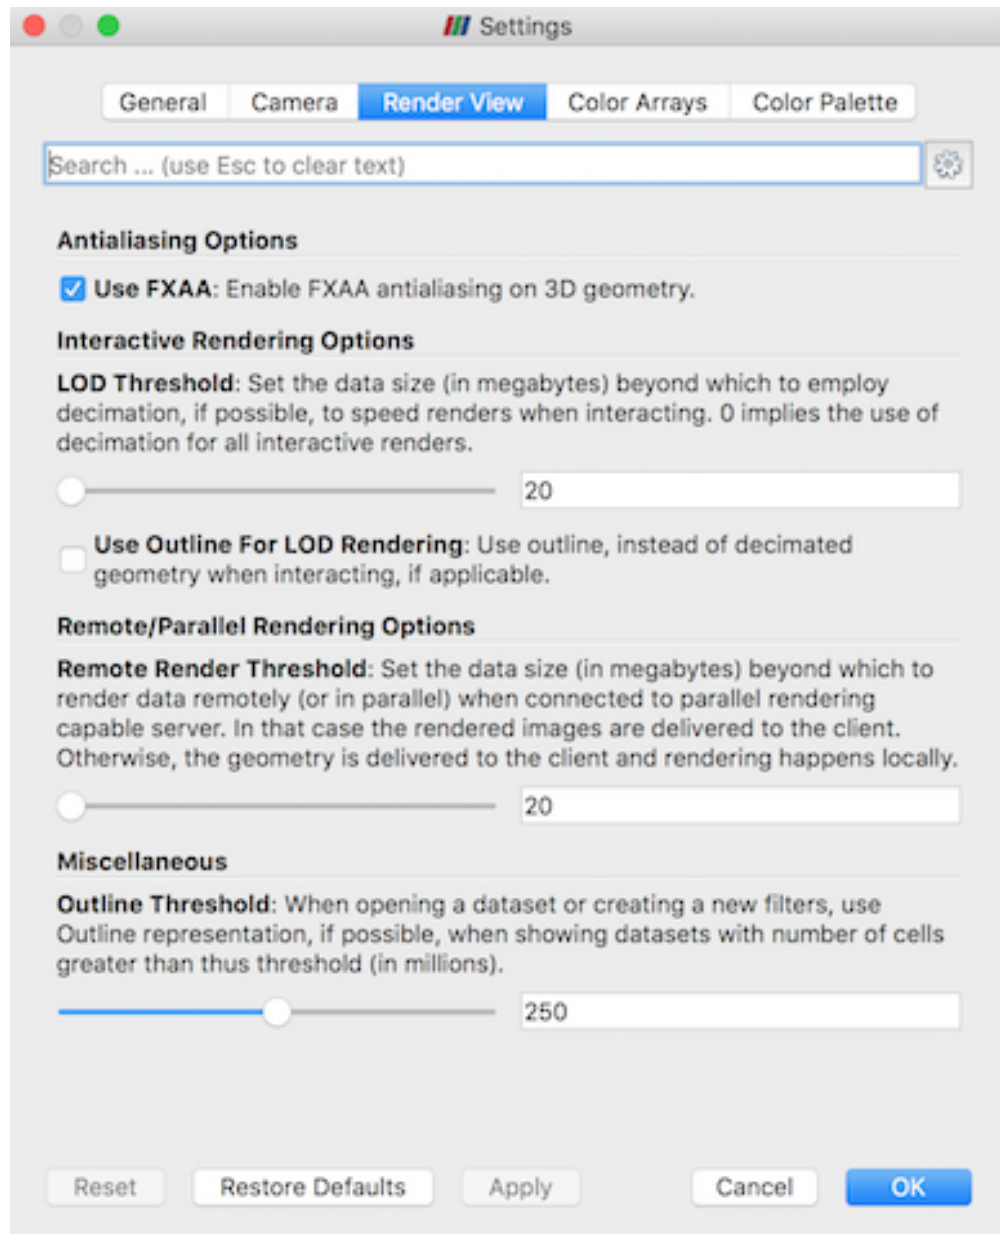 Settings
General Camera Render View Color Arrays Color Palette
Search ... (use Esc to clear text)
Antialiasing Options
Use FXAA: Enable FXAA antialiasing on 3D geometry.
Interactive Rendering Options
LOD Threshold: Set the data size (in megabytes) beyond which to employ
decimation, if possible, to speed renders when interacting. 0 implies the use of
decimation for all interactive renders.
20
Use Outline For LOD Rendering: Use outline, instead of decimated
geometry when interacting, if applicable.
Remote/Parallel Rendering Options
Remote Render Threshold: Set the data size (in megabytes) beyond which to
render data remotely (or in parallel) when connected to parallel rendering
capable server. In that case the rendered images are delivered to the client.
Otherwise, the geometry is delivered to the client and rendering happens locally.
20
Miscellaneous
Outline Threshold: When opening a dataset or creating a new filters, use
Outline representation, if possible, when showing datasets with number of cells
greater than thus threshold (in millions).
250
Reset Restore Defaults Apply Cancel OK